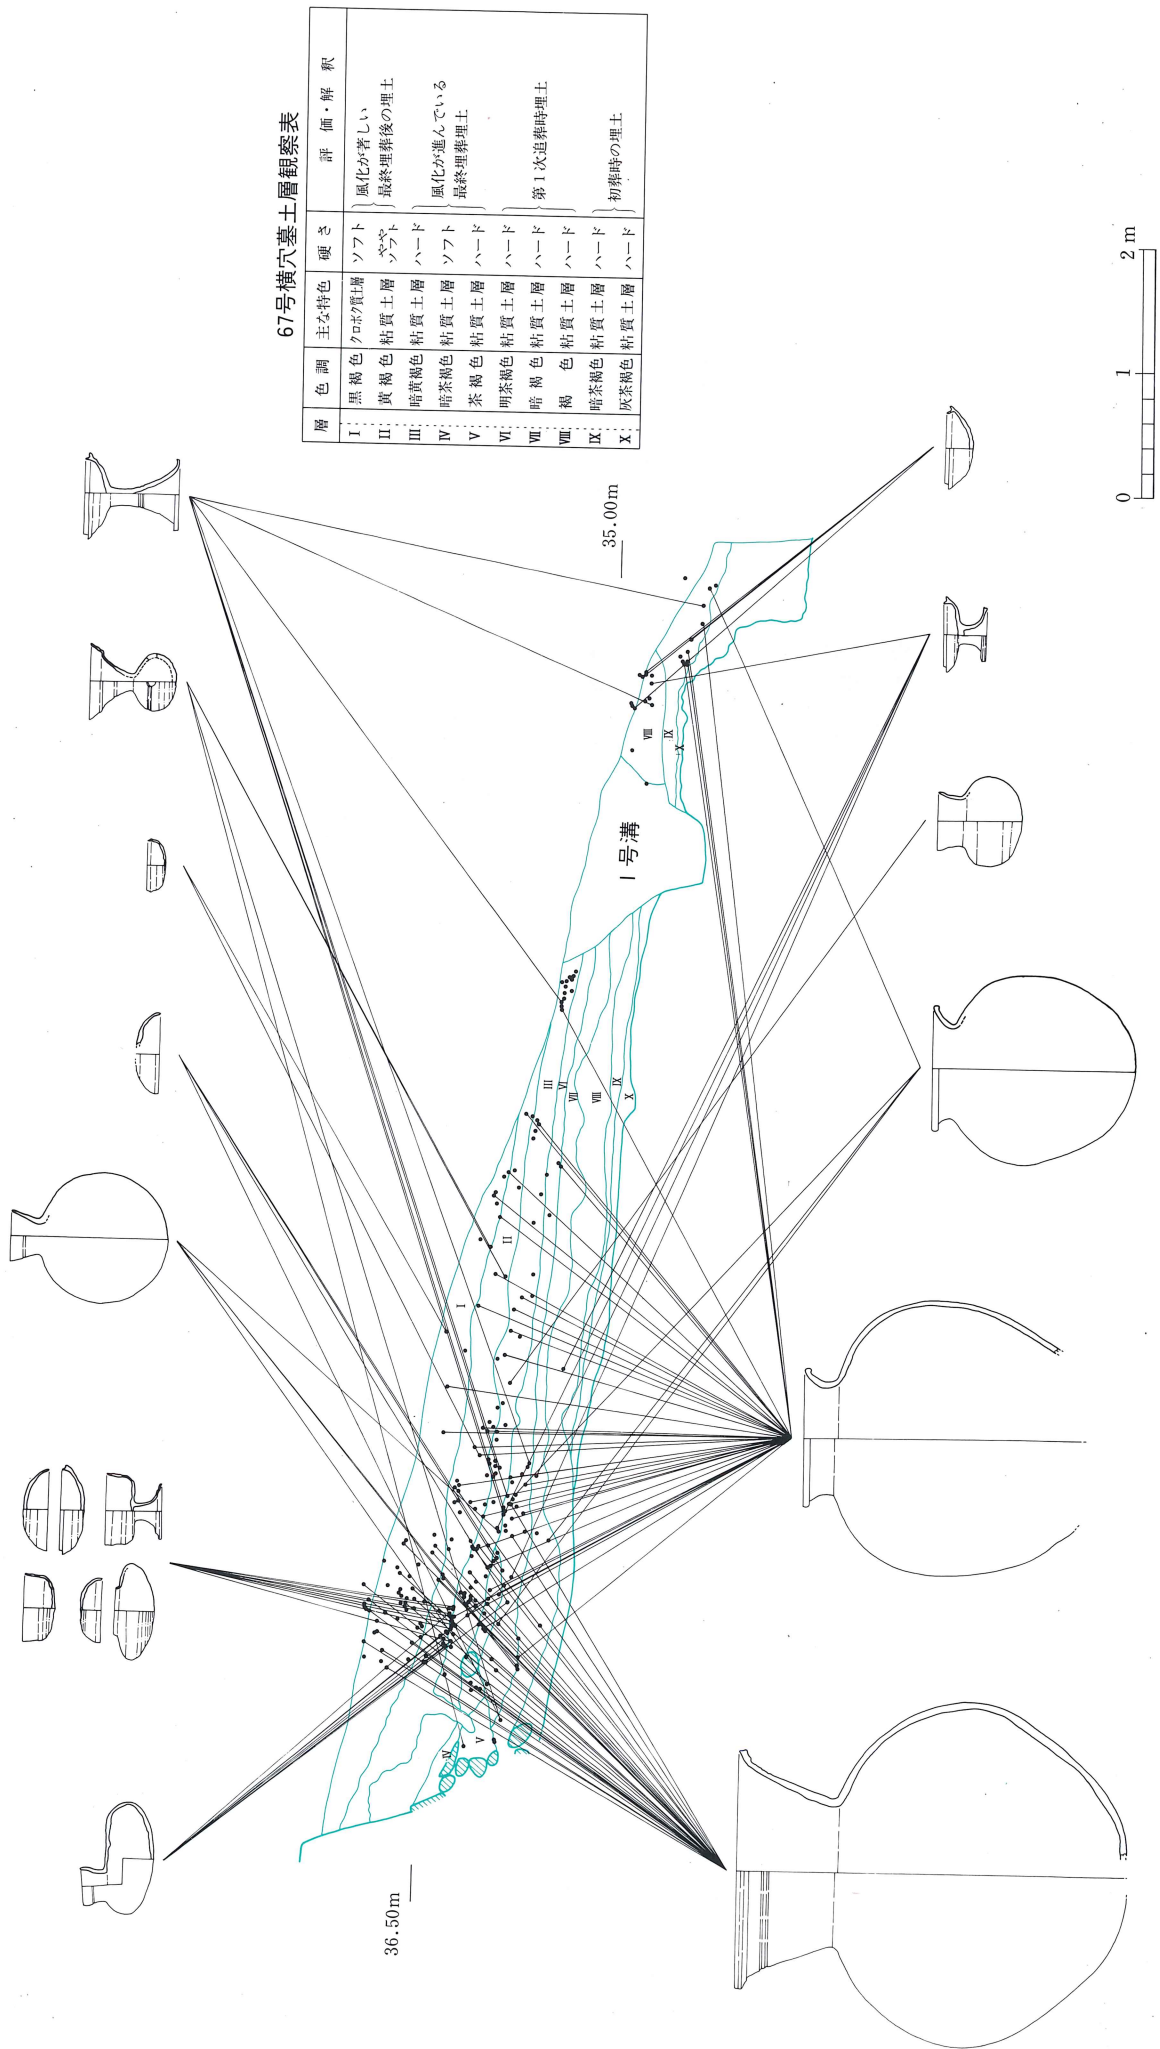 67号横穴墓土層観察表
層 色調 主な特色 硬さ 評価・解釈
I 黒褐色 クロボク質土層 ソフト 風化が著しい
II 黄褐色 粘質土層 ややソフト 最終埋葬後の埋土
III 暗黄褐色 粘質土層 ハード 風化が進んでいる
IV 暗茶褐色 粘質土層 ソフト 最終埋葬埋土
V 茶褐色 粘質土層 ハード
VI 明茶褐色 粘質土層 ハード
VII 暗褐色 粘質土層 ハード 第1次追葬時埋土
VIII 褐色 粘質土層 ハード
IX 暗茶褐色 粘質土層 ハード 初葬時の埋土
X 灰茶褐色 粘質土層 ハード
36.50m
35.00m
I
II
III
VI
VII
VIII
IX
X
IV
V
1号溝
VIII
IX
X
0 1 2m